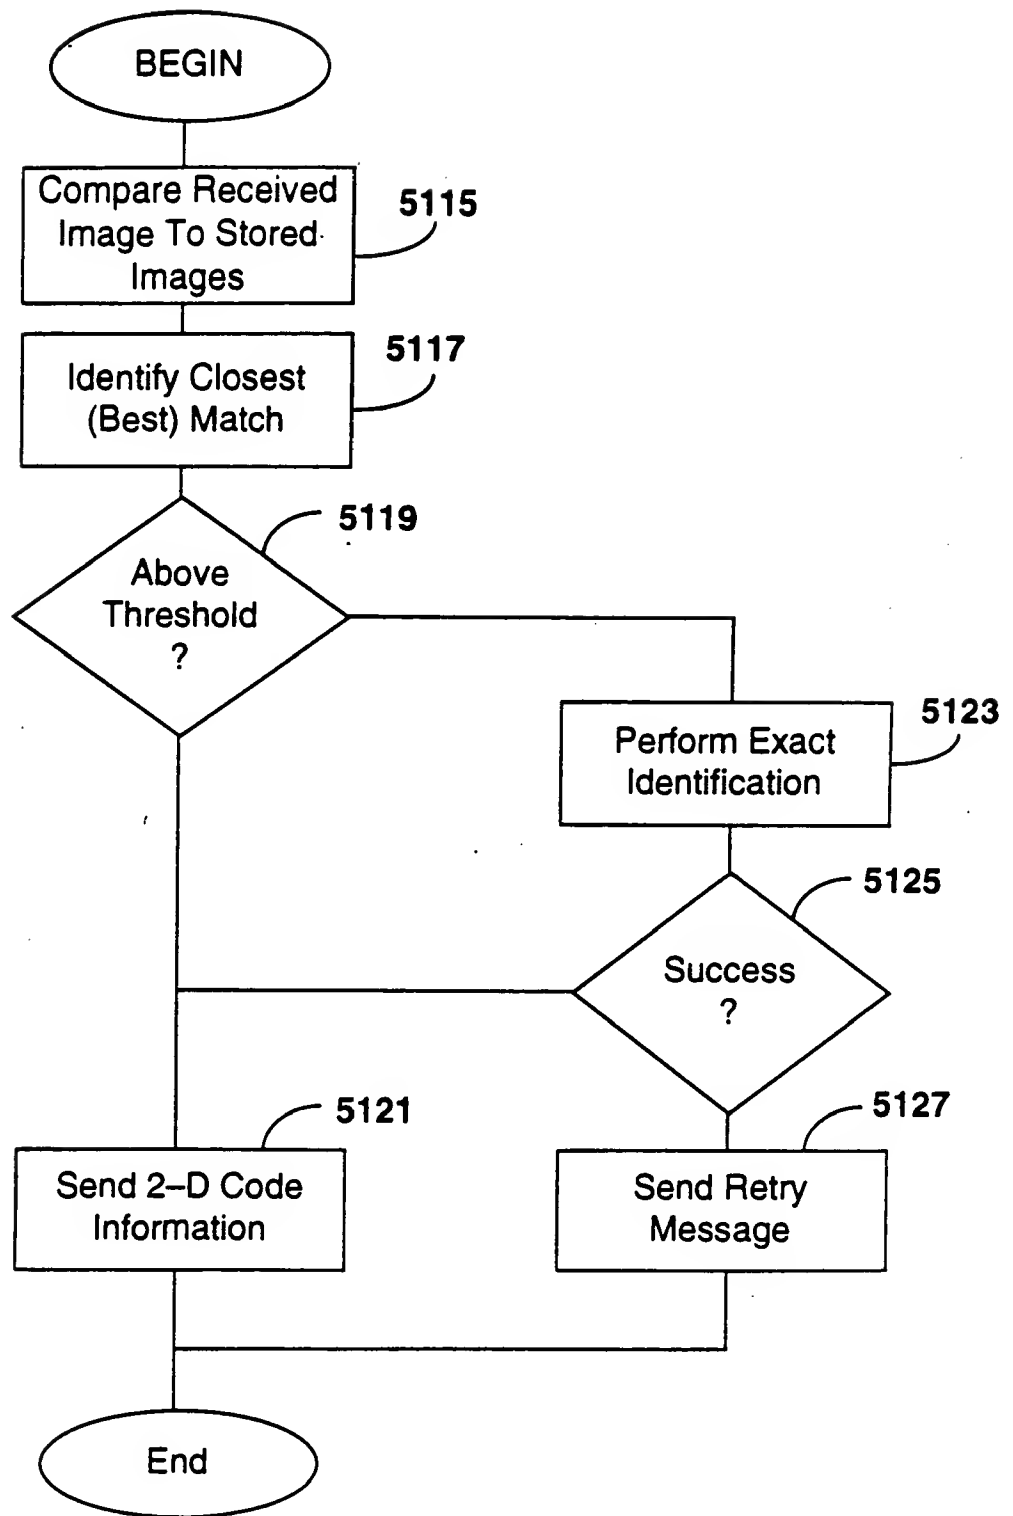 BEGIN
Compare Received
Image To Stored
Images
5115
Identify Closest
(Best) Match
5117
Above
Threshold
?
5119
Perform Exact
Identification
5123
Success
?
5125
Send 2–D Code
Information
5121
Send Retry
Message
5127
End